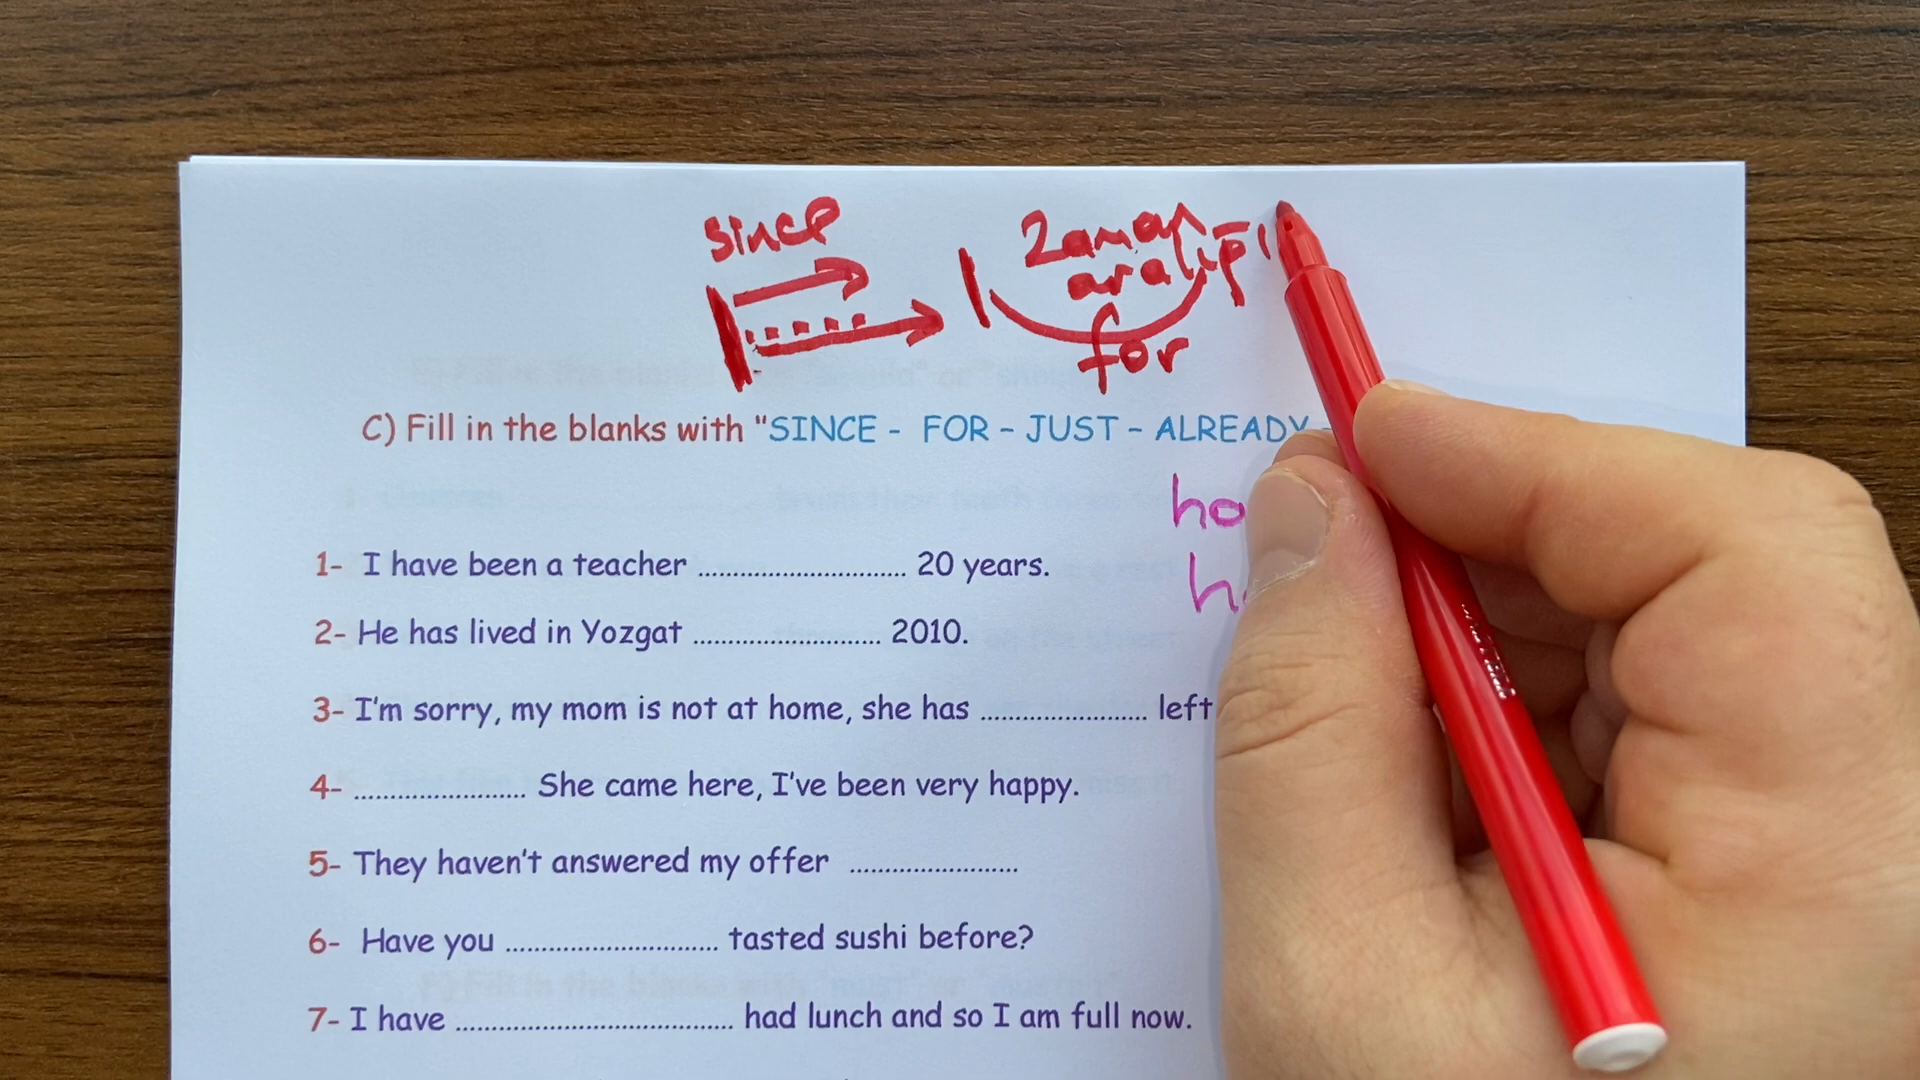 since
Zaman
aralı
for
C) Fill in the blanks with "SINCE - FOR - JUST - ALREADY -
1- I have been a teacher .............................. 20 years.
2- He has lived in Yozgat ........................... 2010.
3- I'm sorry, my mom is not at home, she has ........................ left
4- ......................... She came here, I've been very happy.
5- They haven't answered my offer ........................
6- Have you .............................. tasted sushi before?
7- I have ........................................ had lunch and so I am full now.